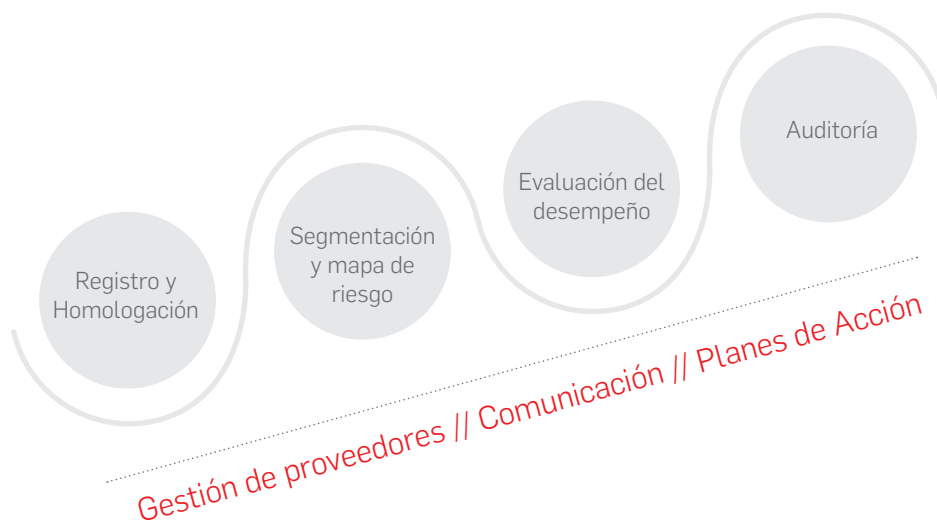 Registro y
Homologación
Segmentación
y mapa de
riesgo
Evaluación del
desempeño
Auditoría
Gestión de proveedores // Comunicación // Planes de Acción